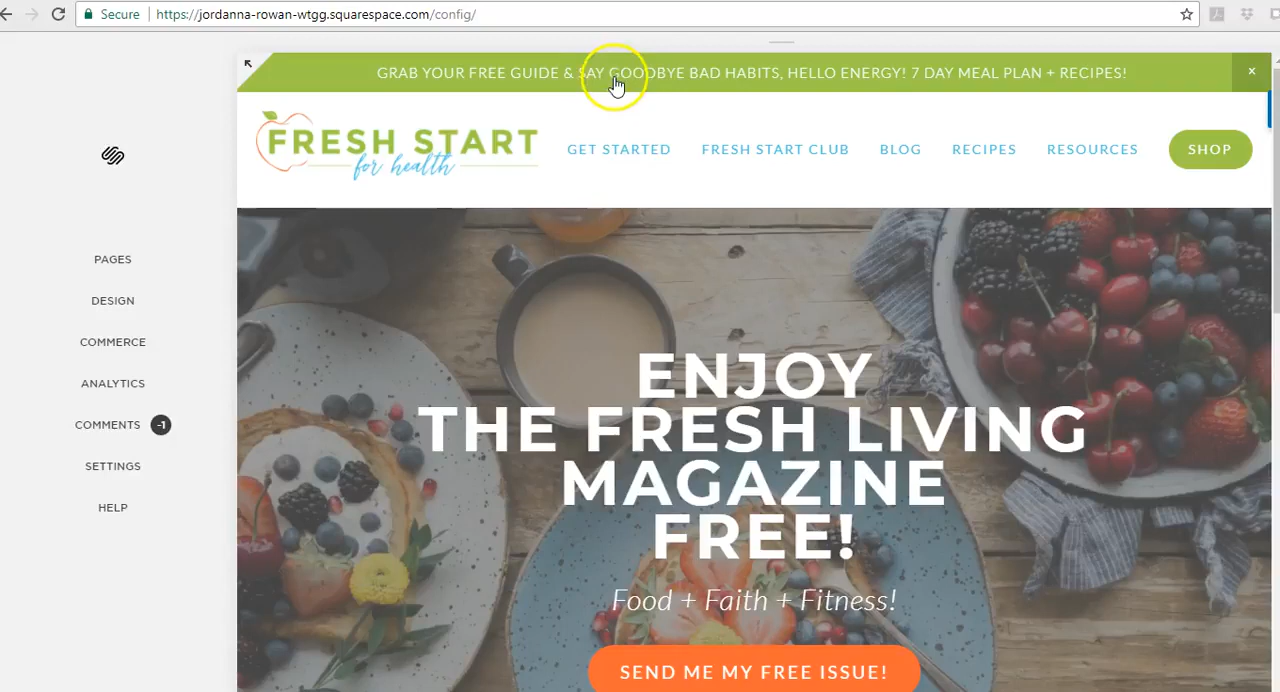 Secure https://jordanna-rowan-wtgg.squarespace.com/config/
GRAB YOUR FREE GUIDE & SAY GOODBYE BAD HABITS, HELLO ENERGY! 7 DAY MEAL PLAN + RECIPES!
×
FRESH START
for health
GET STARTED
FRESH START CLUB
BLOG
RECIPES
RESOURCES
SHOP
PAGES
DESIGN
COMMERCE
ANALYTICS
COMMENTS -1
SETTINGS
HELP
ENJOY
THE FRESH LIVING
MAGAZINE
FREE!
Food + Faith + Fitness!
SEND ME MY FREE ISSUE!